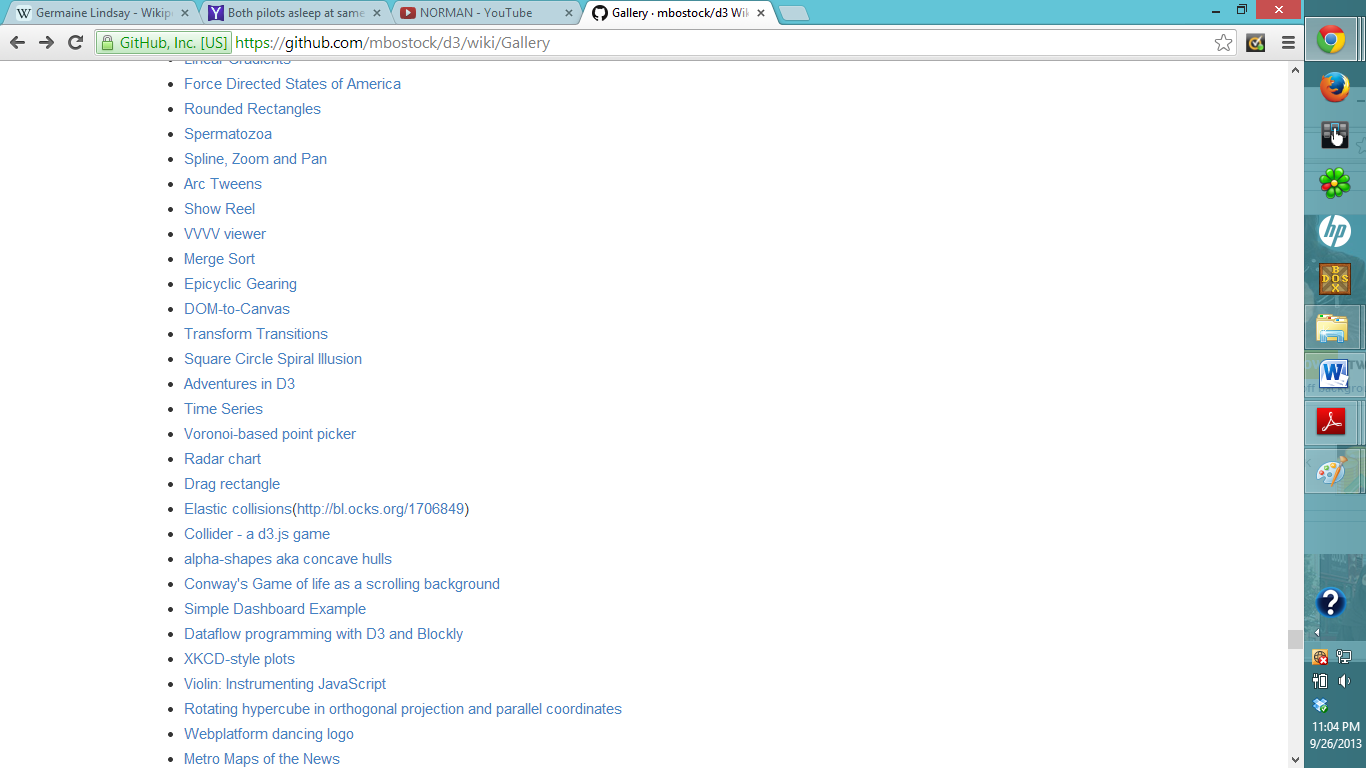 Germaine Lindsay - Wikip
Both pilots asleep at same
NORMAN - YouTube
Gallery · mbostock/d3 Wik
GitHub, Inc. [US]
https://github.com/mbostock/d3/wiki/Gallery
Linear Gradients
Force Directed States of America
Rounded Rectangles
Spermatozoa
Spline, Zoom and Pan
Arc Tweens
Show Reel
VVVV viewer
Merge Sort
Epicyclic Gearing
DOM-to-Canvas
Transform Transitions
Square Circle Spiral Illusion
Adventures in D3
Time Series
Voronoi-based point picker
Radar chart
Drag rectangle
Elastic collisions(http://bl.ocks.org/1706849)
Collider - a d3.js game
alpha-shapes aka concave hulls
Conway's Game of life as a scrolling background
Simple Dashboard Example
Dataflow programming with D3 and Blockly
XKCD-style plots
Violin: Instrumenting JavaScript
Rotating hypercube in orthogonal projection and parallel coordinates
Webplatform dancing logo
Metro Maps of the News
hp
DOS BOX
W
?
11:04 PM
9/26/2013